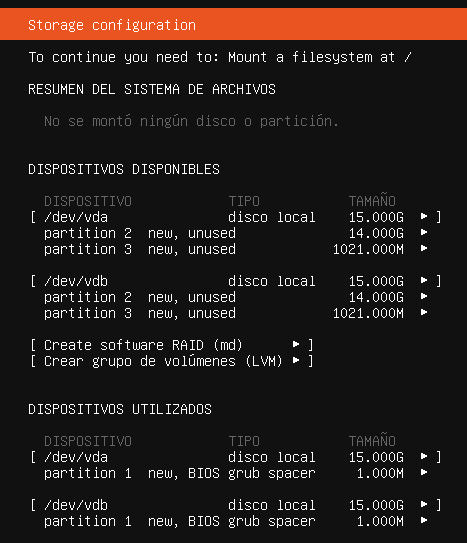 Storage configuration
To continue you need to: Mount a filesystem at /
RESUMEN DEL SISTEMA DE ARCHIVOS
No se montó ningún disco o partición.
DISPOSITIVOS DISPONIBLES
DISPOSITIVO TIPO TAMAÑO
[ /dev/vda disco local 15.000G ▸ ]
partition 2 new, unused 14.000G ▸
partition 3 new, unused 1021.000M ▸
[ /dev/vdb disco local 15.000G ▸ ]
partition 2 new, unused 14.000G ▸
partition 3 new, unused 1021.000M ▸
[ Create software RAID (md) ▸ ]
[ Crear grupo de volúmenes (LVM) ▸ ]
DISPOSITIVOS UTILIZADOS
DISPOSITIVO TIPO TAMAÑO
[ /dev/vda disco local 15.000G ▸ ]
partition 1 new, BIOS grub spacer 1.000M ▸
[ /dev/vdb disco local 15.000G ▸ ]
partition 1 new, BIOS grub spacer 1.000M ▸